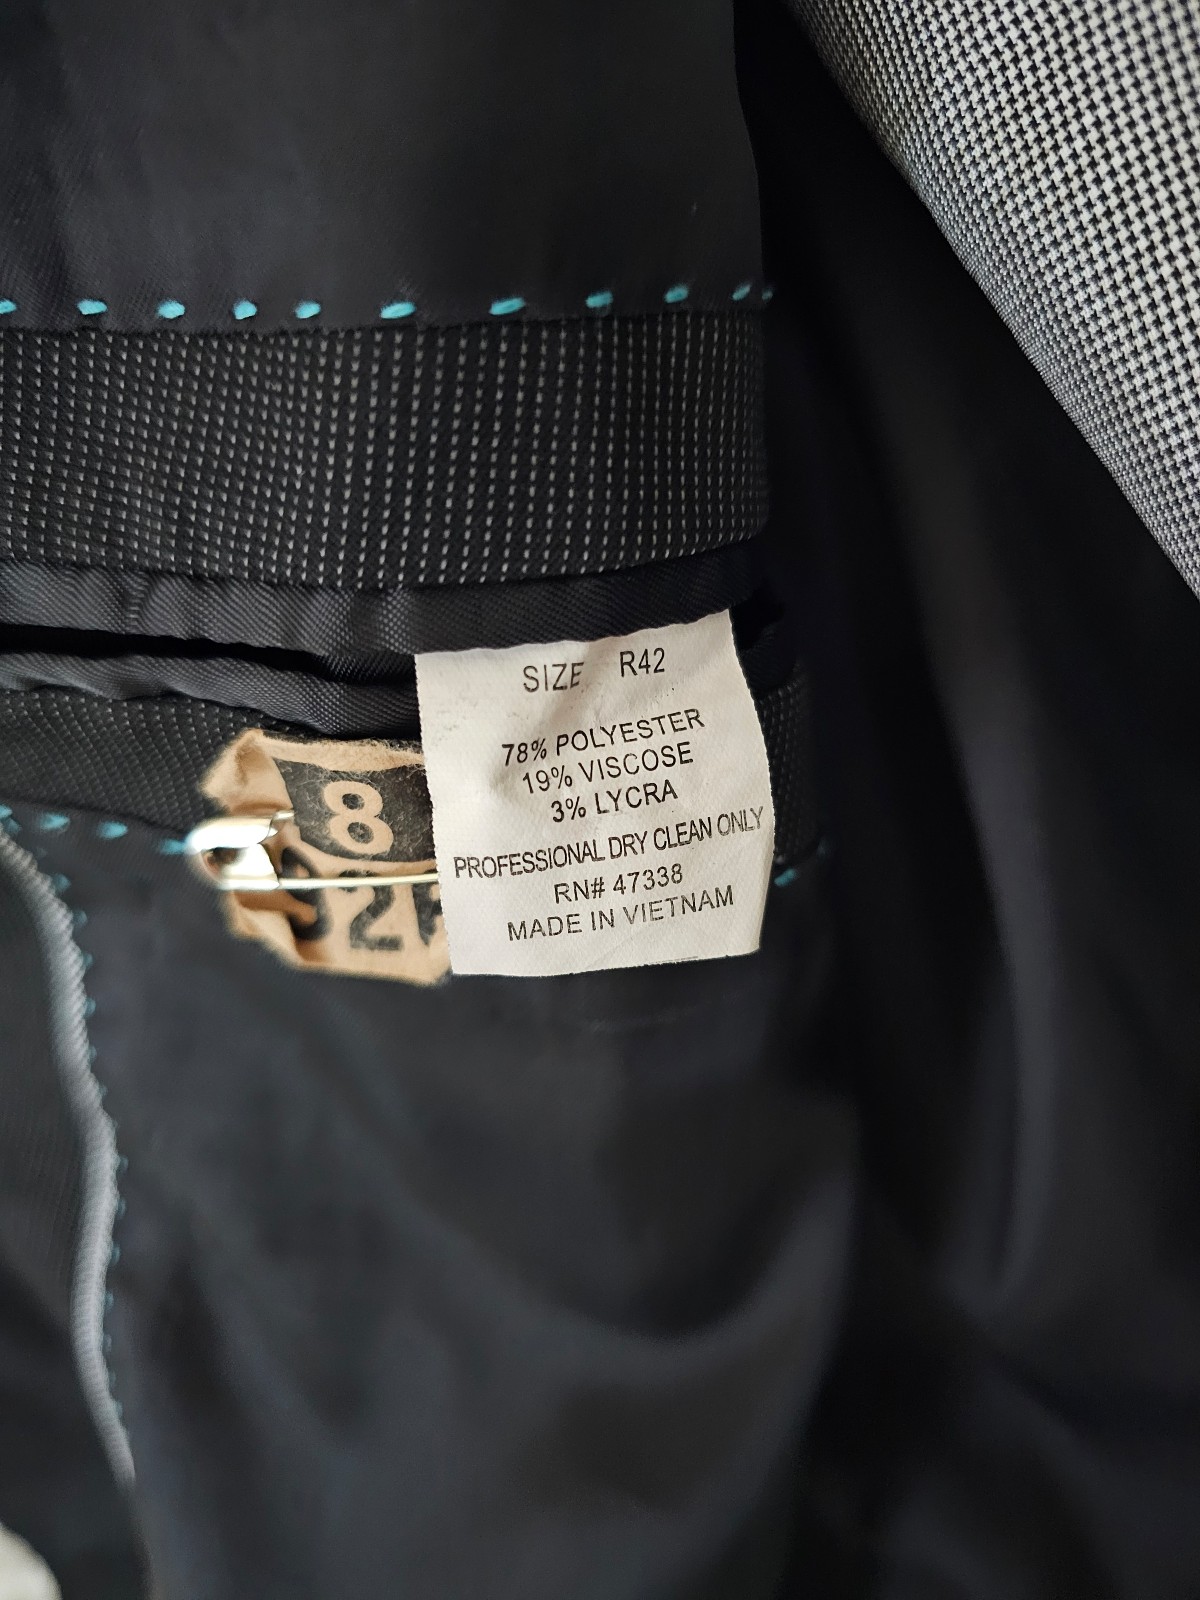 SIZE R42
78% POLYESTER
19% VISCOSE
3% LYCRA
PROFESSIONAL DRY CLEAN ONLY
RN# 47338
MADE IN VIETNAM
8